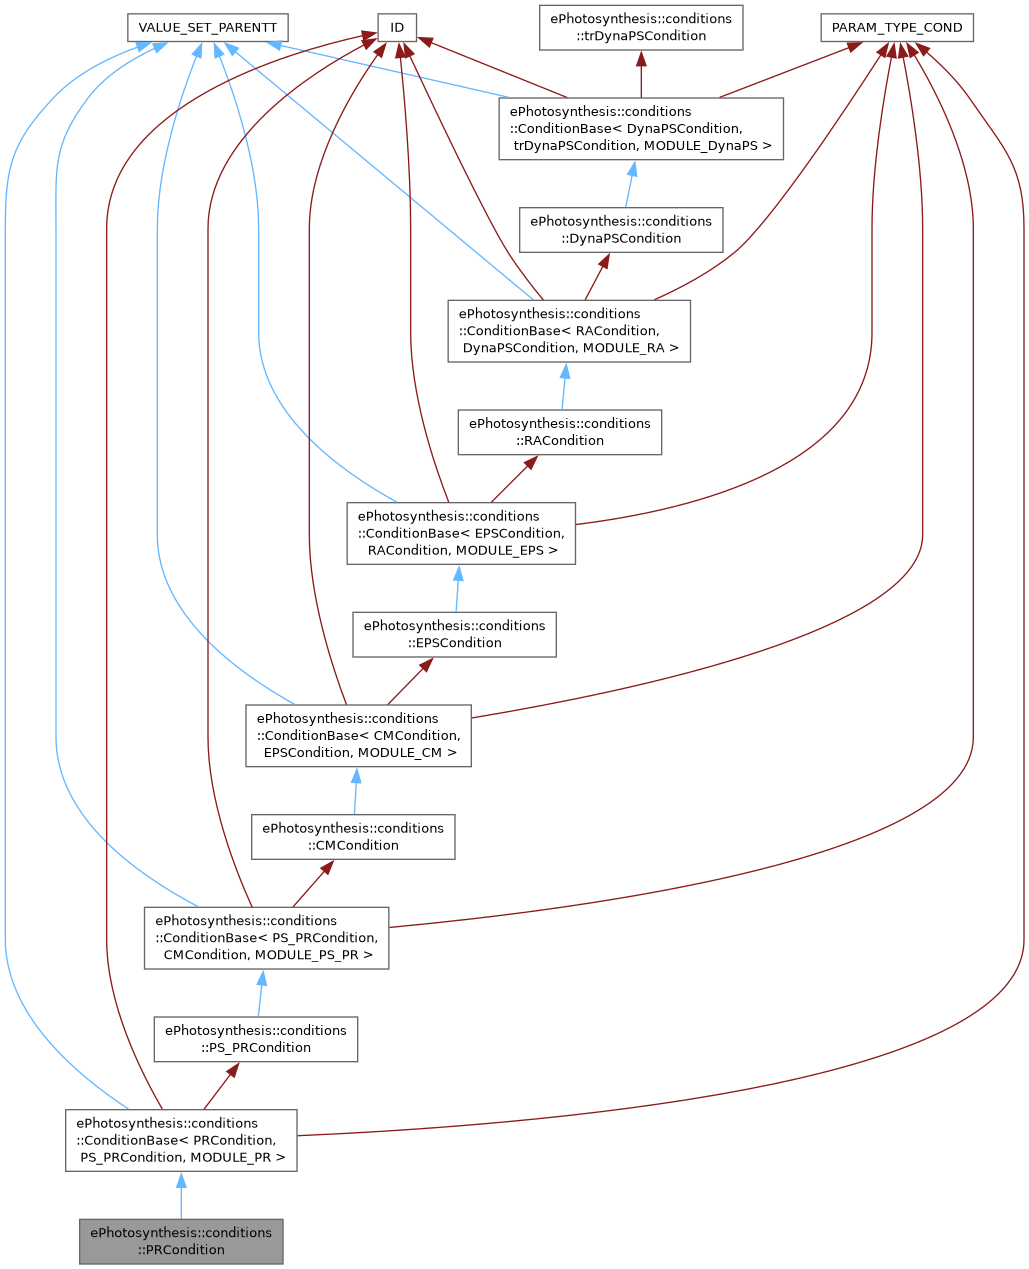 VALUE_SET_PARENTT
ID
ePhotosynthesis::conditions
::trDynaPSCondition
PARAM_TYPE_COND
ePhotosynthesis::conditions
::ConditionBase< DynaPSCondition,
trDynaPSCondition, MODULE_DynaPS >
ePhotosynthesis::conditions
::DynaPSCondition
ePhotosynthesis::conditions
::ConditionBase< RACondition,
DynaPSCondition, MODULE_RA >
ePhotosynthesis::conditions
::RACondition
ePhotosynthesis::conditions
::ConditionBase< EPSCondition,
RACondition, MODULE_EPS >
ePhotosynthesis::conditions
::EPSCondition
ePhotosynthesis::conditions
::ConditionBase< CMCondition,
EPSCondition, MODULE_CM >
ePhotosynthesis::conditions
::CMCondition
ePhotosynthesis::conditions
::ConditionBase< PS_PRCondition,
CMCondition, MODULE_PS_PR >
ePhotosynthesis::conditions
::PS_PRCondition
ePhotosynthesis::conditions
::ConditionBase< PRCondition,
PS_PRCondition, MODULE_PR >
ePhotosynthesis::conditions
::PRCondition